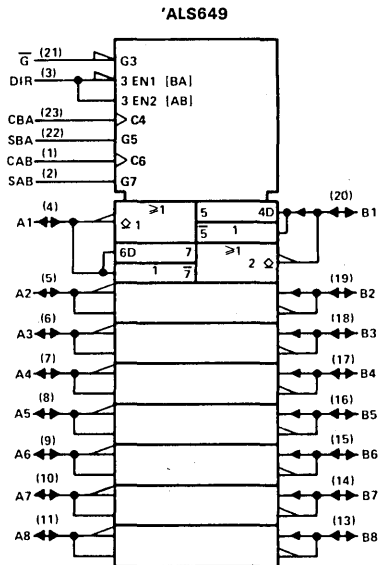 'ALS649
G̅ (21) G3
DIR (3) 3 EN1 [BA]
3 EN2 [AB]
CBA (23) C4
SBA (22) G5
CAB (1) C6
SAB (2) G7
A1 (4) ≥1 5 4D (20) B1
◇ 1 5̅ 1
6D 7 ≥1
1 7̅ 2 ◇
A2 (5) (19) B2
A3 (6) (18) B3
A4 (7) (17) B4
A5 (8) (16) B5
A6 (9) (15) B6
A7 (10) (14) B7
A8 (11) (13) B8